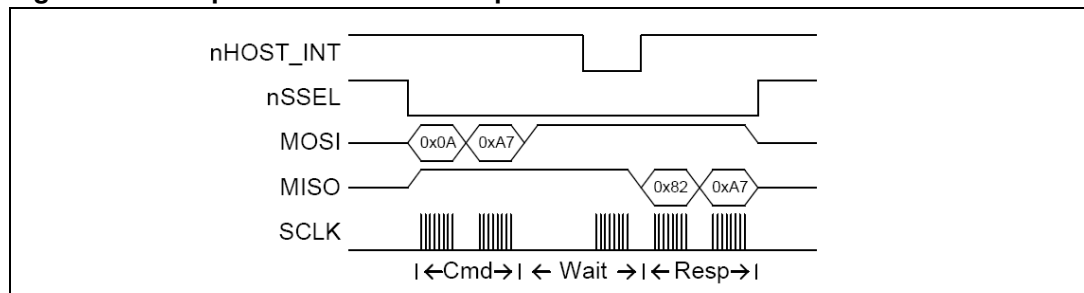 nHOST_INT
nSSEL
MOSI 0x0A 0xA7
MISO 0x82 0xA7
SCLK
|←Cmd→|← Wait →|←Resp→|